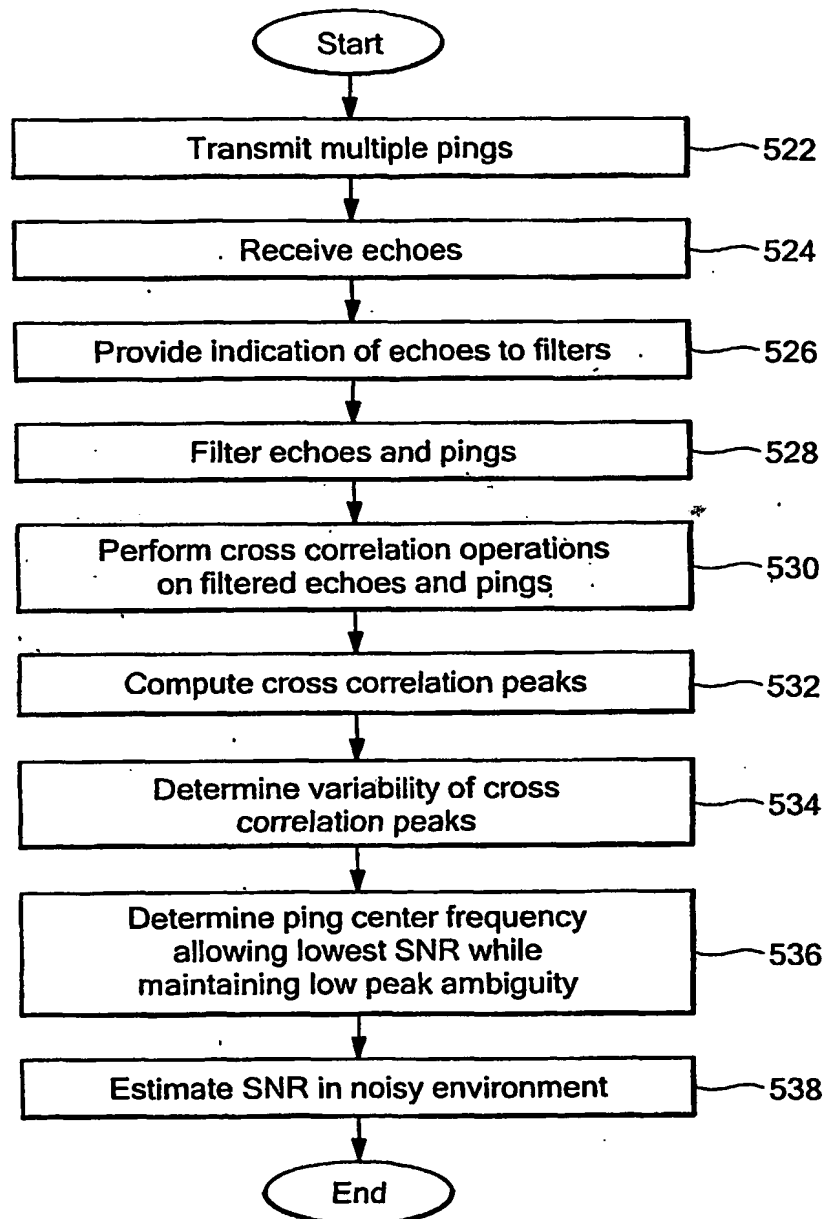 Start
Transmit multiple pings
522
Receive echoes
524
Provide indication of echoes to filters
526
Filter echoes and pings
528
Perform cross correlation operations
on filtered echoes and pings
530
Compute cross correlation peaks
532
Determine variability of cross
correlation peaks
534
Determine ping center frequency
allowing lowest SNR while
maintaining low peak ambiguity
536
Estimate SNR in noisy environment
538
End